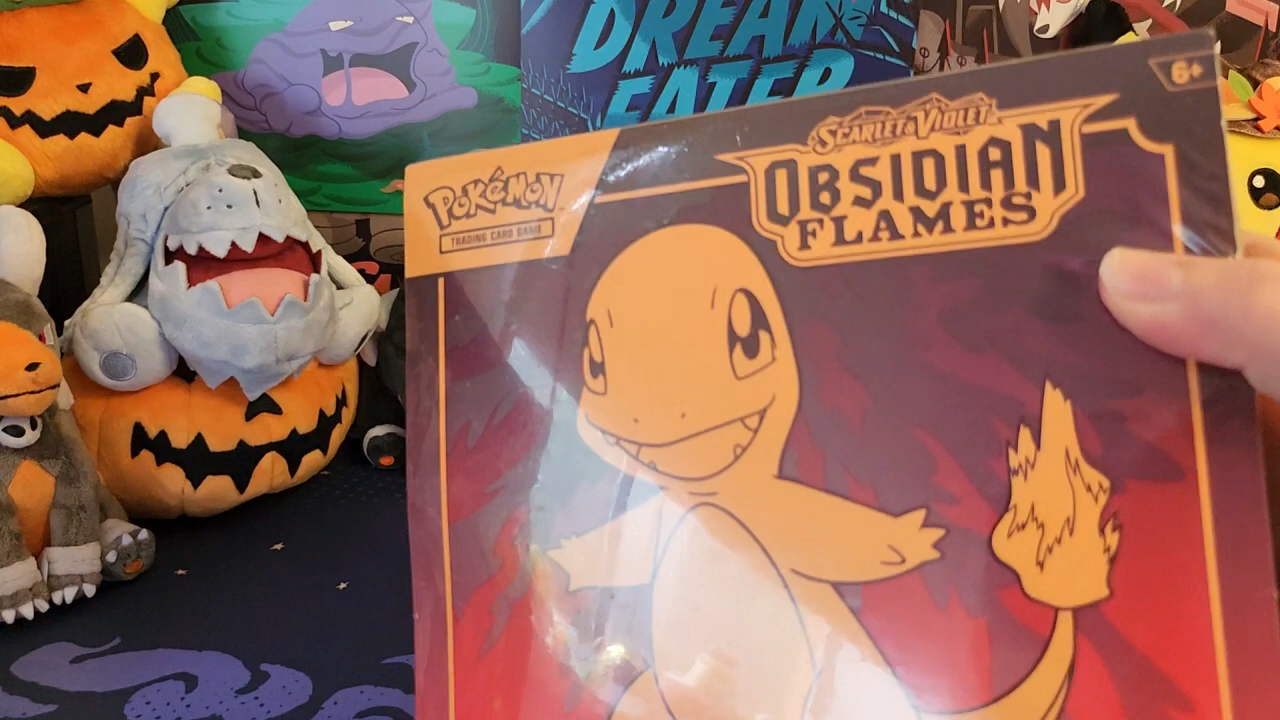 DREAM
EATER
6+
SCARLET & VIOLET
OBSIDIAN
FLAMES
POKéMON
TRADING CARD GAME